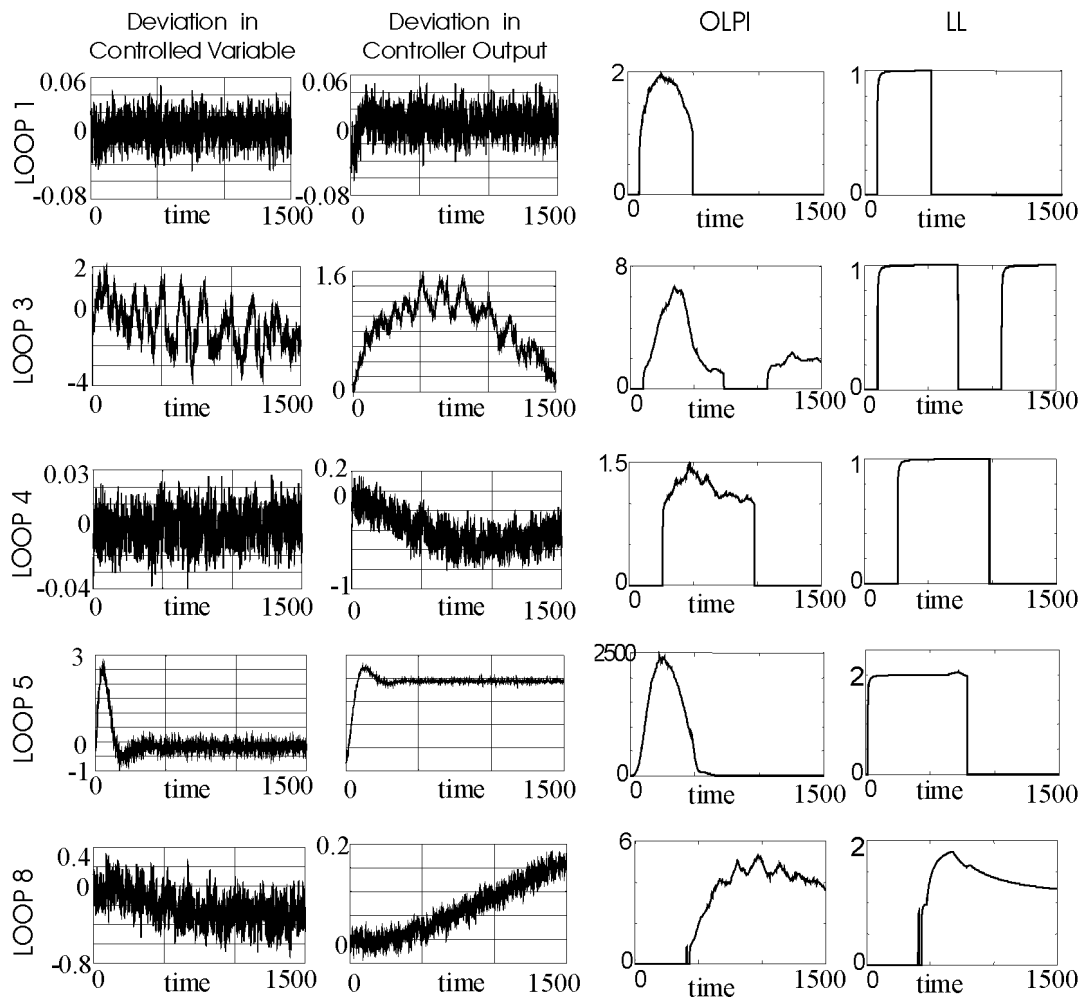 Deviation in
Controlled Variable
Deviation in
Controller Output
OLPI
LL
LOOP 1
0.06
0
-0.08
0 time 1500
0.06
0
-0.08
0 time 1500
2
1
0
0 time 1500
1
0
0 time 1500
LOOP 3
2
0
-4
0 time 1500
1.6
0
0 time 1500
8
4
0
0 time 1500
1
0
0 time 1500
LOOP 4
0.03
0
-0.04
0 time 1500
0.2
0
-1
0 time 1500
1.5
1
0
0 time 1500
1
0
0 time 1500
LOOP 5
3
0
-1
0 time 1500
time 1500
2500
0
0 time 1500
2
0
0 time 1500
LOOP 8
0.4
0
-0.8
0 time 1500
0.2
0
0 time 1500
6
0
0 time 1500
2
0
0 time 1500